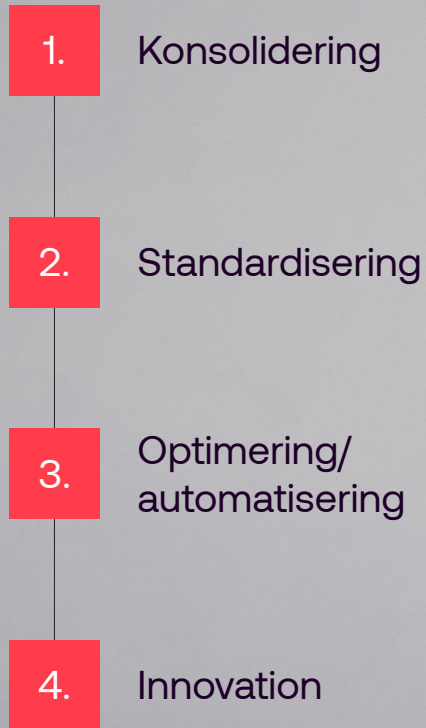 1. Konsolidering
2. Standardisering
3. Optimering/
automatisering
4. Innovation